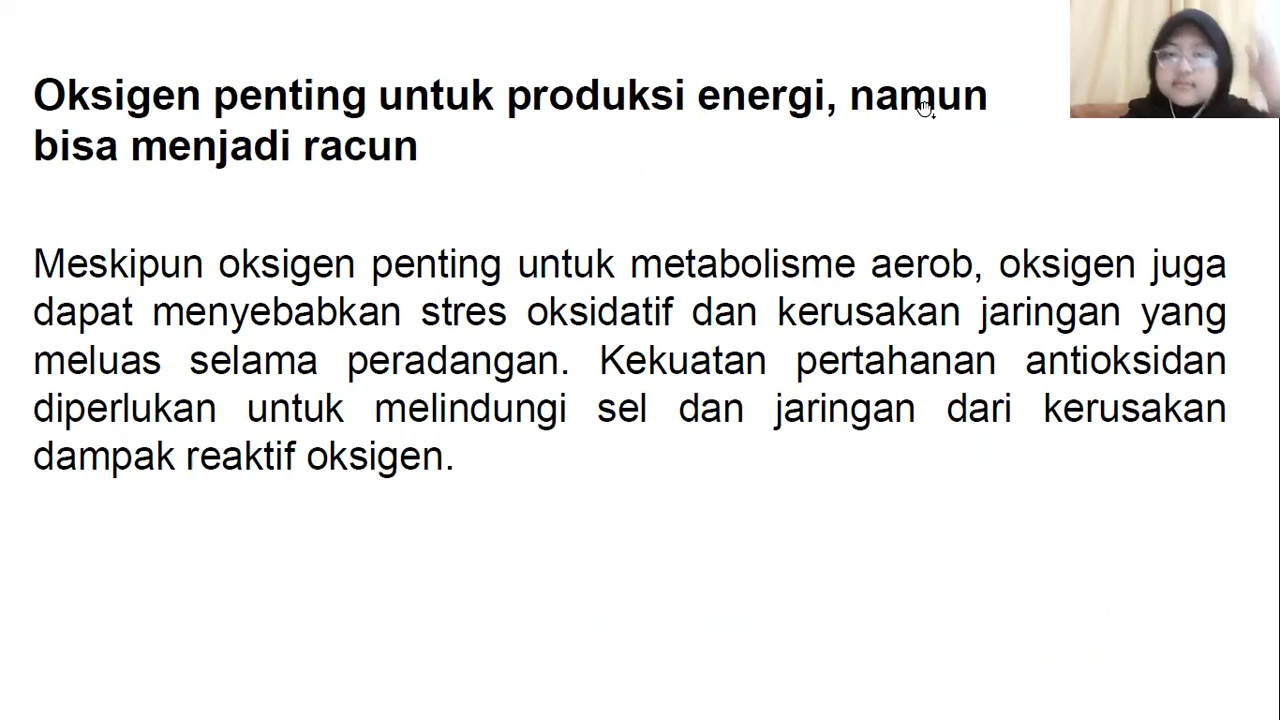 Oksigen penting untuk produksi energi, namun
bisa menjadi racun
Meskipun oksigen penting untuk metabolisme aerob, oksigen juga
dapat menyebabkan stres oksidatif dan kerusakan jaringan yang
meluas selama peradangan. Kekuatan pertahanan antioksidan
diperlukan untuk melindungi sel dan jaringan dari kerusakan
dampak reaktif oksigen.